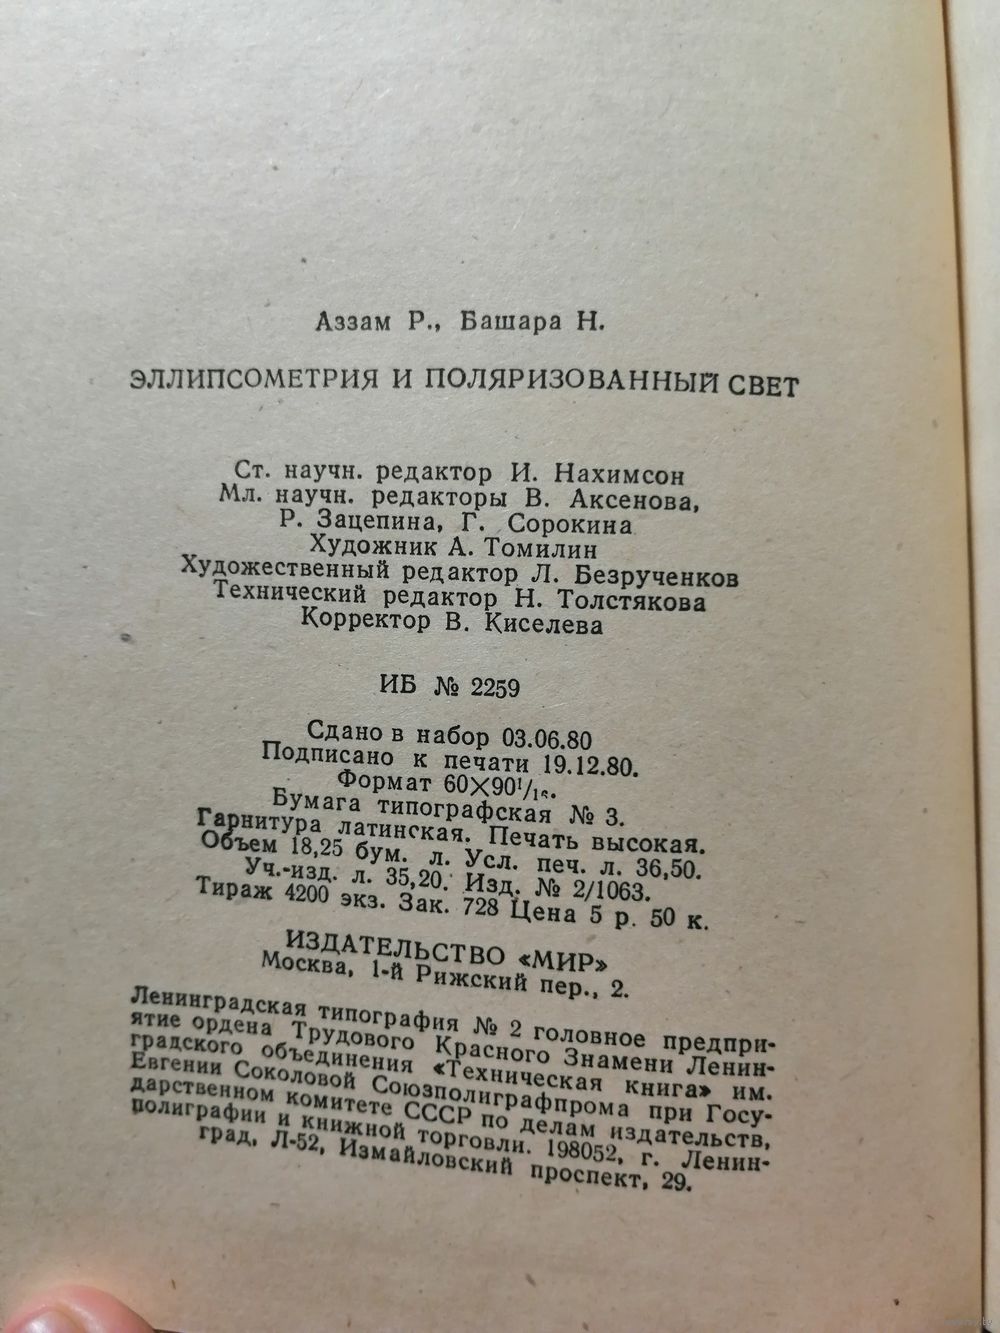 Аззам Р., Башара Н.
ЭЛЛИПСОМЕТРИЯ И ПОЛЯРИЗОВАННЫЙ СВЕТ
Ст. научн. редактор И. Нахимсон
Мл. научн. редакторы В. Аксенова,
Р. Зацепина, Г. Сорокина
Художник А. Томилин
Художественный редактор Л. Безрученков
Технический редактор Н. Толстякова
Корректор В. Киселева
ИБ № 2259
Сдано в набор 03.06.80
Подписано к печати 19.12.80.
Формат 60×90¹/₁₆.
Бумага типографская № 3.
Гарнитура латинская. Печать высокая.
Объем 18,25 бум. л. Усл. печ. л. 36,50.
Уч.-изд. л. 35,20. Изд. № 2/1063.
Тираж 4200 экз. Зак. 728 Цена 5 р. 50 к.
ИЗДАТЕЛЬСТВО «МИР»
Москва, 1-й Рижский пер., 2.
Ленинградская типография № 2 головное предпри-
ятие ордена Трудового Красного Знамени Ленин-
градского объединения «Техническая книга» им.
Евгении Соколовой Союзполиграфпрома при Госу-
дарственном комитете СССР по делам издательств,
полиграфии и книжной торговли. 198052, г. Ленин-
град, Л-52, Измайловский проспект, 29.